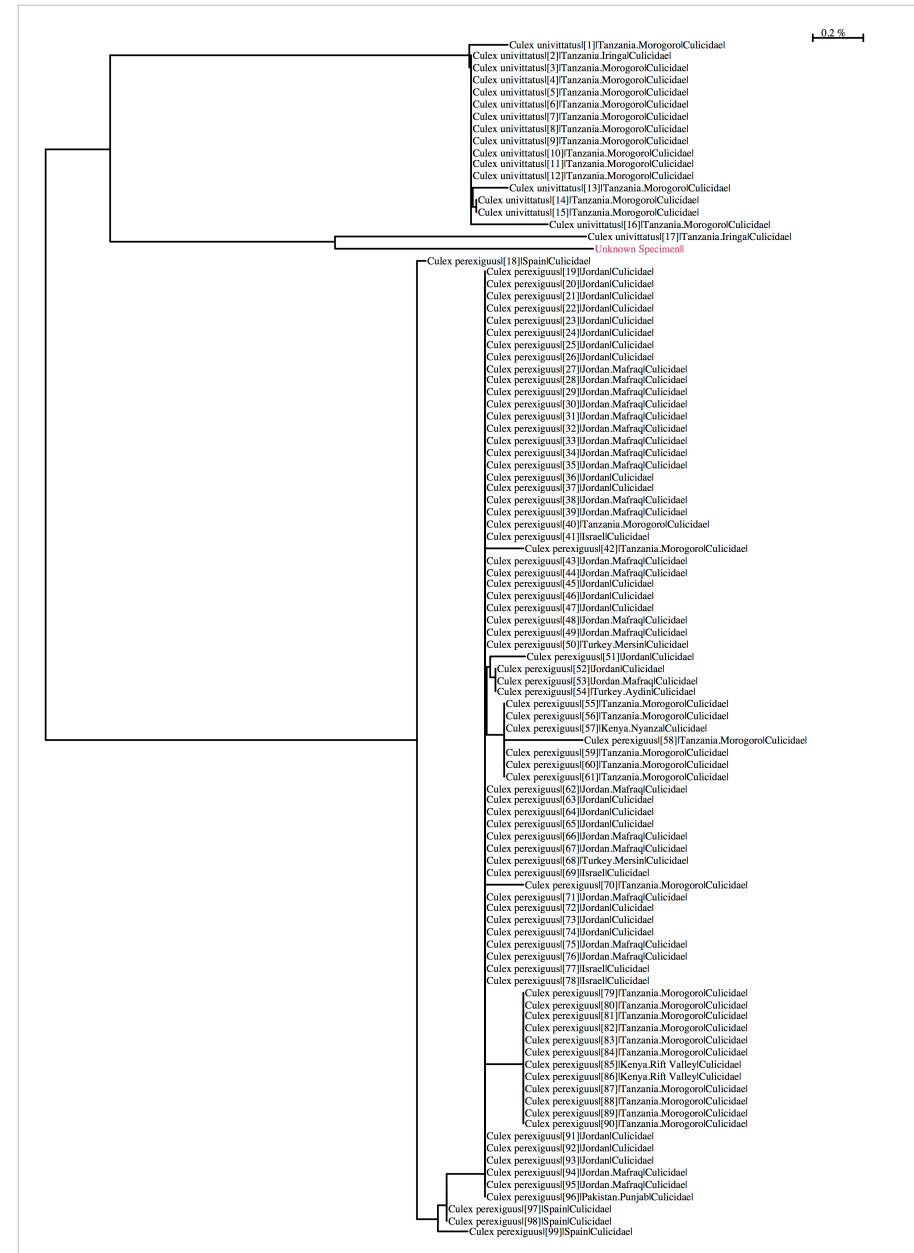 0.2 %
Culex univittatus|[1]|Tanzania.Morogoro|Culicidae|
Culex univittatus|[2]|Tanzania.Iringa|Culicidae|
Culex univittatus|[3]|Tanzania.Morogoro|Culicidae|
Culex univittatus|[4]|Tanzania.Morogoro|Culicidae|
Culex univittatus|[5]|Tanzania.Morogoro|Culicidae|
Culex univittatus|[6]|Tanzania.Morogoro|Culicidae|
Culex univittatus|[7]|Tanzania.Morogoro|Culicidae|
Culex univittatus|[8]|Tanzania.Morogoro|Culicidae|
Culex univittatus|[9]|Tanzania.Morogoro|Culicidae|
Culex univittatus|[10]|Tanzania.Morogoro|Culicidae|
Culex univittatus|[11]|Tanzania.Morogoro|Culicidae|
Culex univittatus|[12]|Tanzania.Morogoro|Culicidae|
Culex univittatus|[13]|Tanzania.Morogoro|Culicidae|
Culex univittatus|[14]|Tanzania.Morogoro|Culicidae|
Culex univittatus|[15]|Tanzania.Morogoro|Culicidae|
Culex univittatus|[16]|Tanzania.Morogoro|Culicidae|
Culex univittatus|[17]|Tanzania.Iringa|Culicidae|
Unknown Specimen||
Culex perexiguus|[18]|Spain|Culicidae|
Culex perexiguus|[19]|Jordan|Culicidae|
Culex perexiguus|[20]|Jordan|Culicidae|
Culex perexiguus|[21]|Jordan|Culicidae|
Culex perexiguus|[22]|Jordan|Culicidae|
Culex perexiguus|[23]|Jordan|Culicidae|
Culex perexiguus|[24]|Jordan|Culicidae|
Culex perexiguus|[25]|Jordan|Culicidae|
Culex perexiguus|[26]|Jordan|Culicidae|
Culex perexiguus|[27]|Jordan.Mafraq|Culicidae|
Culex perexiguus|[28]|Jordan.Mafraq|Culicidae|
Culex perexiguus|[29]|Jordan.Mafraq|Culicidae|
Culex perexiguus|[30]|Jordan.Mafraq|Culicidae|
Culex perexiguus|[31]|Jordan.Mafraq|Culicidae|
Culex perexiguus|[32]|Jordan.Mafraq|Culicidae|
Culex perexiguus|[33]|Jordan.Mafraq|Culicidae|
Culex perexiguus|[34]|Jordan.Mafraq|Culicidae|
Culex perexiguus|[35]|Jordan.Mafraq|Culicidae|
Culex perexiguus|[36]|Jordan|Culicidae|
Culex perexiguus|[37]|Jordan|Culicidae|
Culex perexiguus|[38]|Jordan.Mafraq|Culicidae|
Culex perexiguus|[39]|Jordan.Mafraq|Culicidae|
Culex perexiguus|[40]|Tanzania.Morogoro|Culicidae|
Culex perexiguus|[41]|Israel|Culicidae|
Culex perexiguus|[42]|Tanzania.Morogoro|Culicidae|
Culex perexiguus|[43]|Jordan.Mafraq|Culicidae|
Culex perexiguus|[44]|Jordan.Mafraq|Culicidae|
Culex perexiguus|[45]|Jordan|Culicidae|
Culex perexiguus|[46]|Jordan|Culicidae|
Culex perexiguus|[47]|Jordan|Culicidae|
Culex perexiguus|[48]|Jordan.Mafraq|Culicidae|
Culex perexiguus|[49]|Jordan.Mafraq|Culicidae|
Culex perexiguus|[50]|Turkey.Mersin|Culicidae|
Culex perexiguus|[51]|Jordan|Culicidae|
Culex perexiguus|[52]|Jordan|Culicidae|
Culex perexiguus|[53]|Jordan.Mafraq|Culicidae|
Culex perexiguus|[54]|Turkey.Aydin|Culicidae|
Culex perexiguus|[55]|Tanzania.Morogoro|Culicidae|
Culex perexiguus|[56]|Tanzania.Morogoro|Culicidae|
Culex perexiguus|[57]|Kenya.Nyanza|Culicidae|
Culex perexiguus|[58]|Tanzania.Morogoro|Culicidae|
Culex perexiguus|[59]|Tanzania.Morogoro|Culicidae|
Culex perexiguus|[60]|Tanzania.Morogoro|Culicidae|
Culex perexiguus|[61]|Tanzania.Morogoro|Culicidae|
Culex perexiguus|[62]|Jordan.Mafraq|Culicidae|
Culex perexiguus|[63]|Jordan|Culicidae|
Culex perexiguus|[64]|Jordan|Culicidae|
Culex perexiguus|[65]|Jordan|Culicidae|
Culex perexiguus|[66]|Jordan.Mafraq|Culicidae|
Culex perexiguus|[67]|Jordan.Mafraq|Culicidae|
Culex perexiguus|[68]|Turkey.Mersin|Culicidae|
Culex perexiguus|[69]|Israel|Culicidae|
Culex perexiguus|[70]|Tanzania.Morogoro|Culicidae|
Culex perexiguus|[71]|Jordan.Mafraq|Culicidae|
Culex perexiguus|[72]|Jordan|Culicidae|
Culex perexiguus|[73]|Jordan|Culicidae|
Culex perexiguus|[74]|Jordan|Culicidae|
Culex perexiguus|[75]|Jordan.Mafraq|Culicidae|
Culex perexiguus|[76]|Jordan.Mafraq|Culicidae|
Culex perexiguus|[77]|Israel|Culicidae|
Culex perexiguus|[78]|Israel|Culicidae|
Culex perexiguus|[79]|Tanzania.Morogoro|Culicidae|
Culex perexiguus|[80]|Tanzania.Morogoro|Culicidae|
Culex perexiguus|[81]|Tanzania.Morogoro|Culicidae|
Culex perexiguus|[82]|Tanzania.Morogoro|Culicidae|
Culex perexiguus|[83]|Tanzania.Morogoro|Culicidae|
Culex perexiguus|[84]|Tanzania.Morogoro|Culicidae|
Culex perexiguus|[85]|Kenya.Rift Valley|Culicidae|
Culex perexiguus|[86]|Kenya.Rift Valley|Culicidae|
Culex perexiguus|[87]|Tanzania.Morogoro|Culicidae|
Culex perexiguus|[88]|Tanzania.Morogoro|Culicidae|
Culex perexiguus|[89]|Tanzania.Morogoro|Culicidae|
Culex perexiguus|[90]|Tanzania.Morogoro|Culicidae|
Culex perexiguus|[91]|Jordan|Culicidae|
Culex perexiguus|[92]|Jordan|Culicidae|
Culex perexiguus|[93]|Jordan|Culicidae|
Culex perexiguus|[94]|Jordan.Mafraq|Culicidae|
Culex perexiguus|[95]|Jordan.Mafraq|Culicidae|
Culex perexiguus|[96]|Pakistan.Punjab|Culicidae|
Culex perexiguus|[97]|Spain|Culicidae|
Culex perexiguus|[98]|Spain|Culicidae|
Culex perexiguus|[99]|Spain|Culicidae|